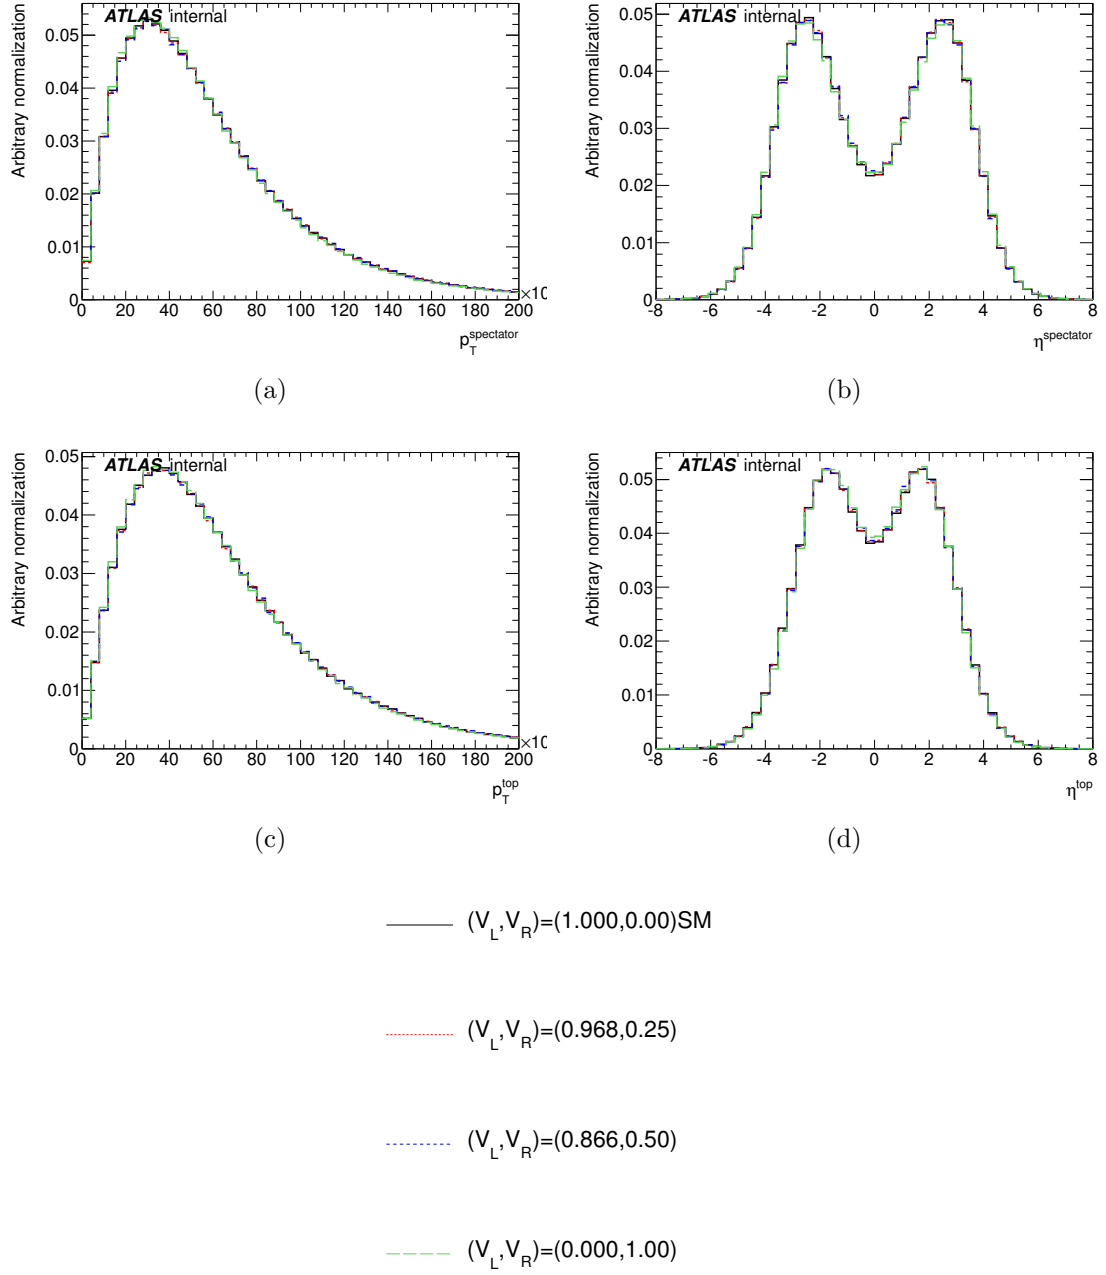 ATLAS internal
Arbitrary normalization
0.05
0.04
0.03
0.02
0.01
0
0 20 40 60 80 100 120 140 160 180 200
×10
p_T^spectator
(a)
ATLAS internal
Arbitrary normalization
0.05
0.04
0.03
0.02
0.01
0
-8 -6 -4 -2 0 2 4 6 8
η^spectator
(b)
ATLAS internal
Arbitrary normalization
0.05
0.04
0.03
0.02
0.01
0
0 20 40 60 80 100 120 140 160 180 200
×10
p_T^top
(c)
ATLAS internal
Arbitrary normalization
0.05
0.04
0.03
0.02
0.01
0
-8 -6 -4 -2 0 2 4 6 8
η^top
(d)
(V_L,V_R)=(1.000,0.00)SM
(V_L,V_R)=(0.968,0.25)
(V_L,V_R)=(0.866,0.50)
(V_L,V_R)=(0.000,1.00)